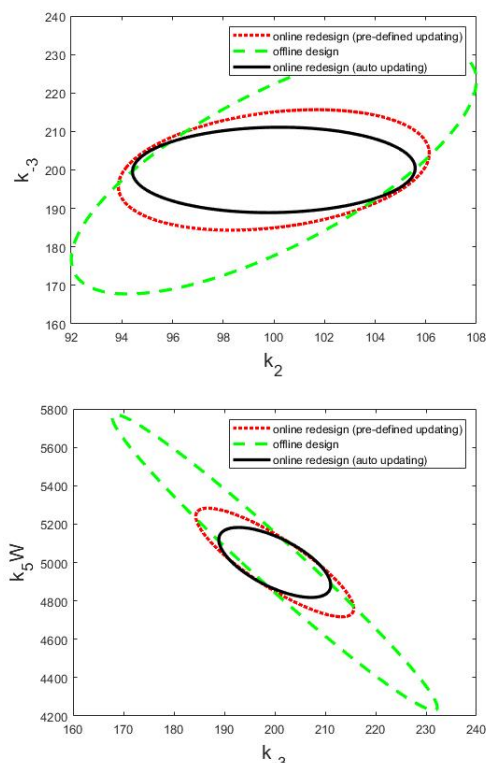 240
230
220
210
200
190
180
170
160
k-3
online redesign (pre-defined updating)
offline design
online redesign (auto updating)
92 94 96 98 100 102 104 106 108
k2
5800
5600
5400
5200
5000
4800
4600
4400
4200
k5W
online redesign (pre-defined updating)
offline design
online redesign (auto updating)
160 170 180 190 200 210 220 230 240
k-3